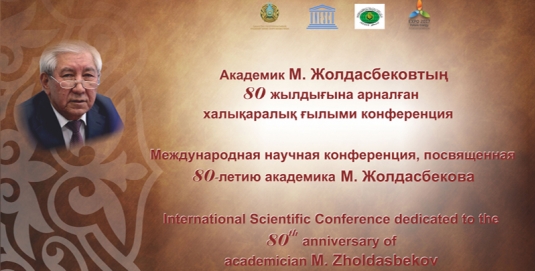 Академик М. Жолдасбековтың
80 жылдығына арналған
халықаралық ғылыми конференция
Международная научная конференция, посвященная
80-летию академика М. Жолдасбекова
International Scientific Conference dedicated to the
80th anniversary of
academician M. Zholdasbekov